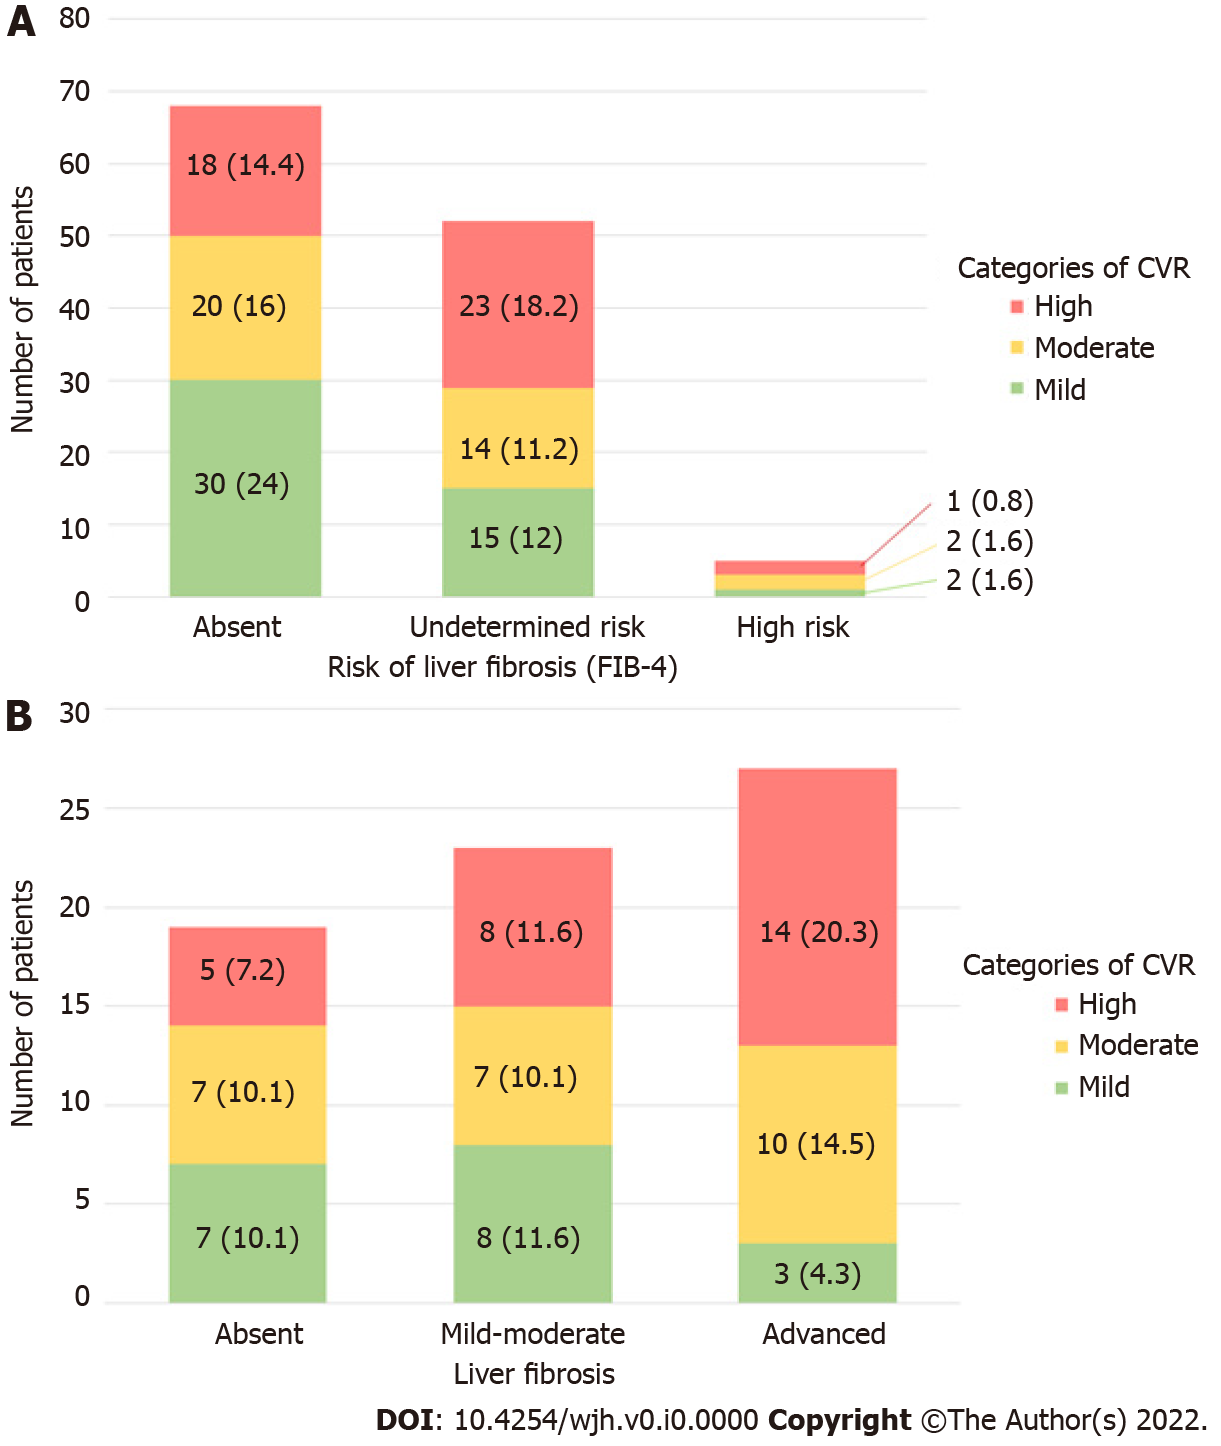 A
80
70
60
50
40
30
20
10
0
Number of patients
18 (14.4)
20 (16)
30 (24)
23 (18.2)
14 (11.2)
15 (12)
1 (0.8)
2 (1.6)
2 (1.6)
Absent
Undetermined risk
High risk
Risk of liver fibrosis (FIB-4)
Categories of CVR
High
Moderate
Mild
B
30
25
20
15
10
5
0
Number of patients
5 (7.2)
7 (10.1)
7 (10.1)
8 (11.6)
7 (10.1)
8 (11.6)
14 (20.3)
10 (14.5)
3 (4.3)
Absent
Mild-moderate
Advanced
Liver fibrosis
Categories of CVR
High
Moderate
Mild
DOI: 10.4254/wjh.v0.i0.0000 Copyright ©The Author(s) 2022.